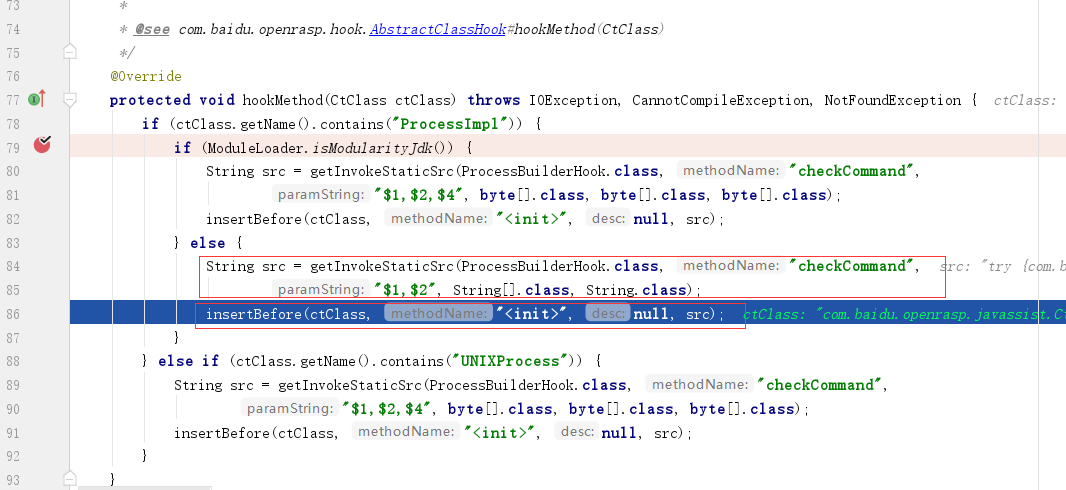 73 *
74 * @see com.baidu.openrasp.hook.AbstractClassHook#hookMethod(CtClass)
75 */
76 @Override
77 protected void hookMethod(CtClass ctClass) throws IOException, CannotCompileException, NotFoundException { ctClass:
78 if (ctClass.getName().contains("ProcessImpl")) {
79 if (ModuleLoader.isModularityJdk()) {
80 String src = getInvokeStaticSrc(ProcessBuilderHook.class, methodName: "checkCommand",
81 paramString: "$1,$2,$4", byte[].class, byte[].class, byte[].class);
82 insertBefore(ctClass, methodName: "<init>", desc: null, src);
83 } else {
84 String src = getInvokeStaticSrc(ProcessBuilderHook.class, methodName: "checkCommand", src: "try {com.b
85 paramString: "$1,$2", String[].class, String.class);
86 insertBefore(ctClass, methodName: "<init>", desc: null, src); ctClass: "com.baidu.openrasp.javassist.Ct
87 }
88 } else if (ctClass.getName().contains("UNIXProcess")) {
89 String src = getInvokeStaticSrc(ProcessBuilderHook.class, methodName: "checkCommand",
90 paramString: "$1,$2,$4", byte[].class, byte[].class, byte[].class);
91 insertBefore(ctClass, methodName: "<init>", desc: null, src);
92 }
93 }